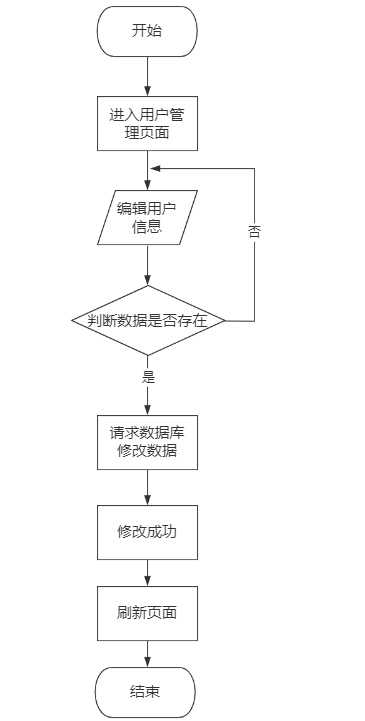 开始
进入用户管
理页面
编辑用户
信息
否
判断数据是否存在
是
请求数据库
修改数据
修改成功
刷新页面
结束